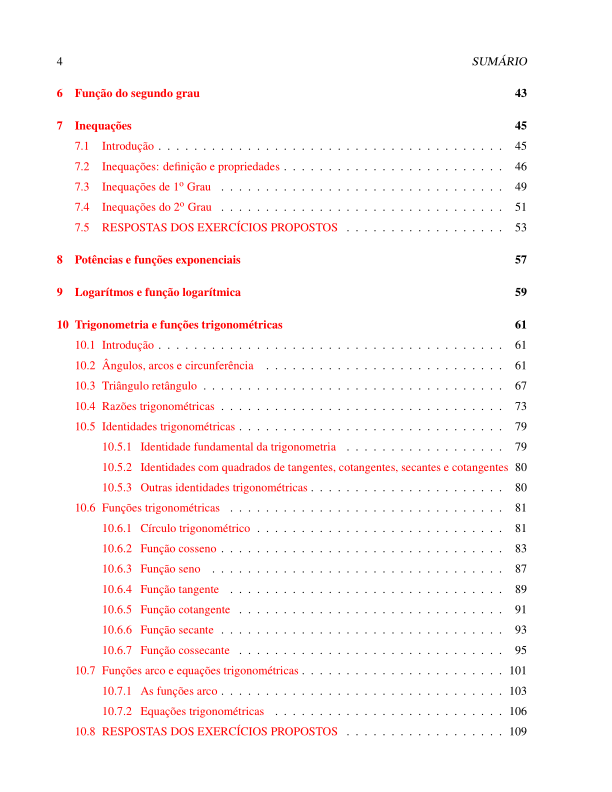 4 SUMÁRIO
6 Função do segundo grau 43
7 Inequações 45
7.1 Introdução . . . . . . . . . . . . . . . . . . . . . . . . . . . . . . . . . . . . . . . 45
7.2 Inequações: definição e propriedades . . . . . . . . . . . . . . . . . . . . . . . . . 46
7.3 Inequações de 1º Grau . . . . . . . . . . . . . . . . . . . . . . . . . . . . . . . . 49
7.4 Inequações do 2º Grau . . . . . . . . . . . . . . . . . . . . . . . . . . . . . . . . 51
7.5 RESPOSTAS DOS EXERCÍCIOS PROPOSTOS . . . . . . . . . . . . . . . . . . 53
8 Potências e funções exponenciais 57
9 Logarítmos e função logarítmica 59
10 Trigonometria e funções trigonométricas 61
10.1 Introdução . . . . . . . . . . . . . . . . . . . . . . . . . . . . . . . . . . . . . . . 61
10.2 Ângulos, arcos e circunferência . . . . . . . . . . . . . . . . . . . . . . . . . . . 61
10.3 Triângulo retângulo . . . . . . . . . . . . . . . . . . . . . . . . . . . . . . . . . . 67
10.4 Razões trigonométricas . . . . . . . . . . . . . . . . . . . . . . . . . . . . . . . . 73
10.5 Identidades trigonométricas . . . . . . . . . . . . . . . . . . . . . . . . . . . . . . 79
10.5.1 Identidade fundamental da trigonometria . . . . . . . . . . . . . . . . . . 79
10.5.2 Identidades com quadrados de tangentes, cotangentes, secantes e cotangentes 80
10.5.3 Outras identidades trigonométricas . . . . . . . . . . . . . . . . . . . . . . 80
10.6 Funções trigonométricas . . . . . . . . . . . . . . . . . . . . . . . . . . . . . . . 81
10.6.1 Círculo trigonométrico . . . . . . . . . . . . . . . . . . . . . . . . . . . . 81
10.6.2 Função cosseno . . . . . . . . . . . . . . . . . . . . . . . . . . . . . . . . 83
10.6.3 Função seno . . . . . . . . . . . . . . . . . . . . . . . . . . . . . . . . . 87
10.6.4 Função tangente . . . . . . . . . . . . . . . . . . . . . . . . . . . . . . . 89
10.6.5 Função cotangente . . . . . . . . . . . . . . . . . . . . . . . . . . . . . . 91
10.6.6 Função secante . . . . . . . . . . . . . . . . . . . . . . . . . . . . . . . . 93
10.6.7 Função cossecante . . . . . . . . . . . . . . . . . . . . . . . . . . . . . . 95
10.7 Funções arco e equações trigonométricas . . . . . . . . . . . . . . . . . . . . . . . 101
10.7.1 As funções arco . . . . . . . . . . . . . . . . . . . . . . . . . . . . . . . . 103
10.7.2 Equações trigonométricas . . . . . . . . . . . . . . . . . . . . . . . . . . 106
10.8 RESPOSTAS DOS EXERCÍCIOS PROPOSTOS . . . . . . . . . . . . . . . . . . 109